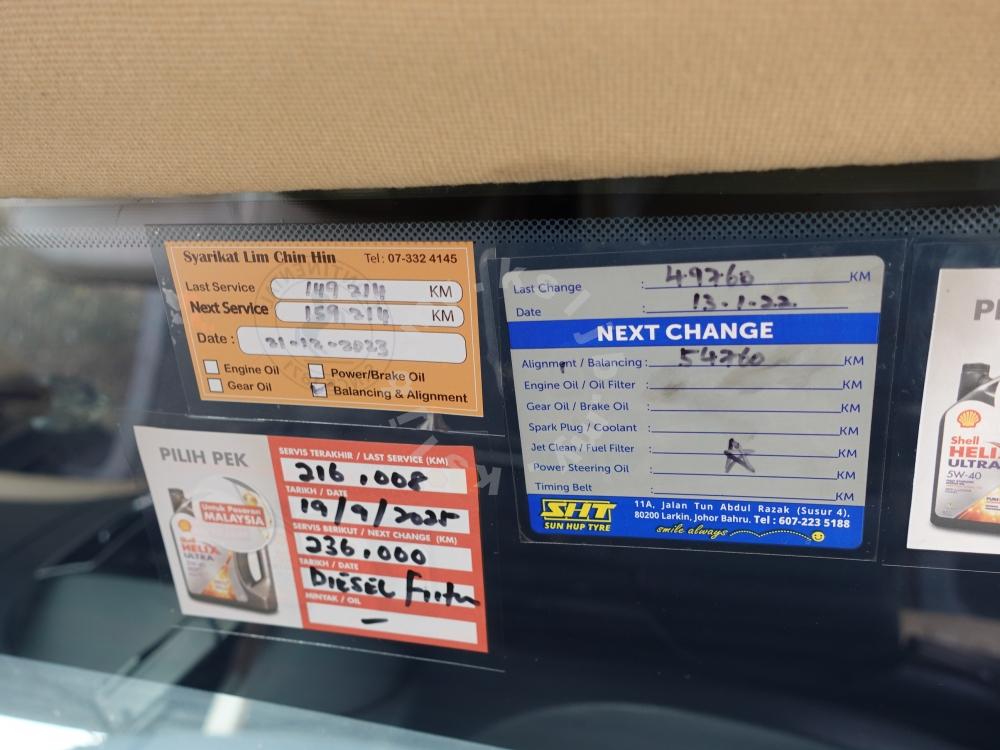 Syarikat Lim Chin Hin Tel: 07-332 4145
Last Service : 149 214 KM
Next Service : 159 214 KM
Date : 21-12-2023
Engine Oil Power/Brake Oil
Gear Oil Balancing & Alignment
Last Change : 49760 KM
Date : 13.1.22
NEXT CHANGE
Alignment / Balancing : 54760 KM
Engine Oil / Oil Filter : KM
Gear Oil / Brake Oil : KM
Spark Plug / Coolant : KM
Jet Clean / Fuel Filter : KM
Power Steering Oil : KM
Timing Belt : KM
SHT
SUN HUP TYRE
11A, Jalan Tun Abdul Razak (Susur 4),
80200 Larkin, Johor Bahru. Tel : 607-223 5188
smile always
PILIH PEK
Untuk Pasaran
MALAYSIA
Shell
HELIX
ULTRA
SERVIS TERAKHIR / LAST SERVICE (KM)
216,008
TARIKH / DATE
19/9/2025
SERVIS BERIKUT / NEXT CHANGE (KM)
236,000
TARIKH / DATE
DIESEL Filter
MINYAK / OIL
-
Shell
HELI
ULTRA
5W-40